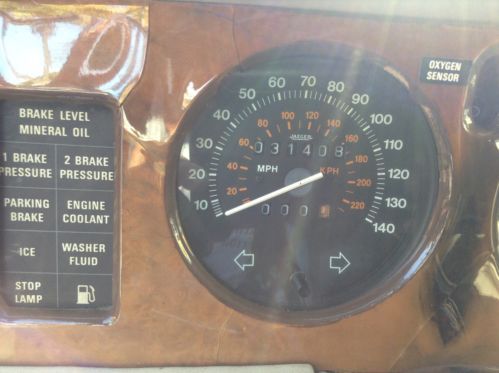 BRAKE LEVEL
MINERAL OIL
1 BRAKE
PRESSURE
2 BRAKE
PRESSURE
PARKING
BRAKE
ENGINE
COOLANT
ICE
WASHER
FLUID
STOP
LAMP
10
20
30
40
50
60
70
80
90
100
110
120
130
140
20
40
60
80
100
120
140
160
180
200
220
JAEGER
031408
MPH
KPH
000
OXYGEN
SENSOR